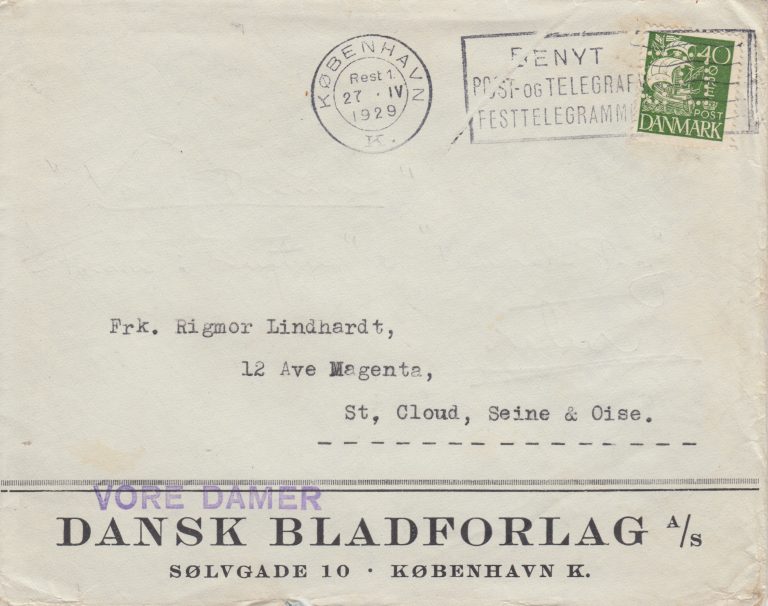 KØBENHAVN
Rest 1.
27 · IV
1929
K.
BENYT
POST- OG TELEGRAF
FESTTELEGRAMM
40
ØRE
POST
DANMARK
Frk. Rigmor Lindhardt,
12 Ave Magenta,
St, Cloud, Seine & Oise.
VORE DAMER
DANSK BLADFORLAG A/S
SØLVGADE 10 · KØBENHAVN K.